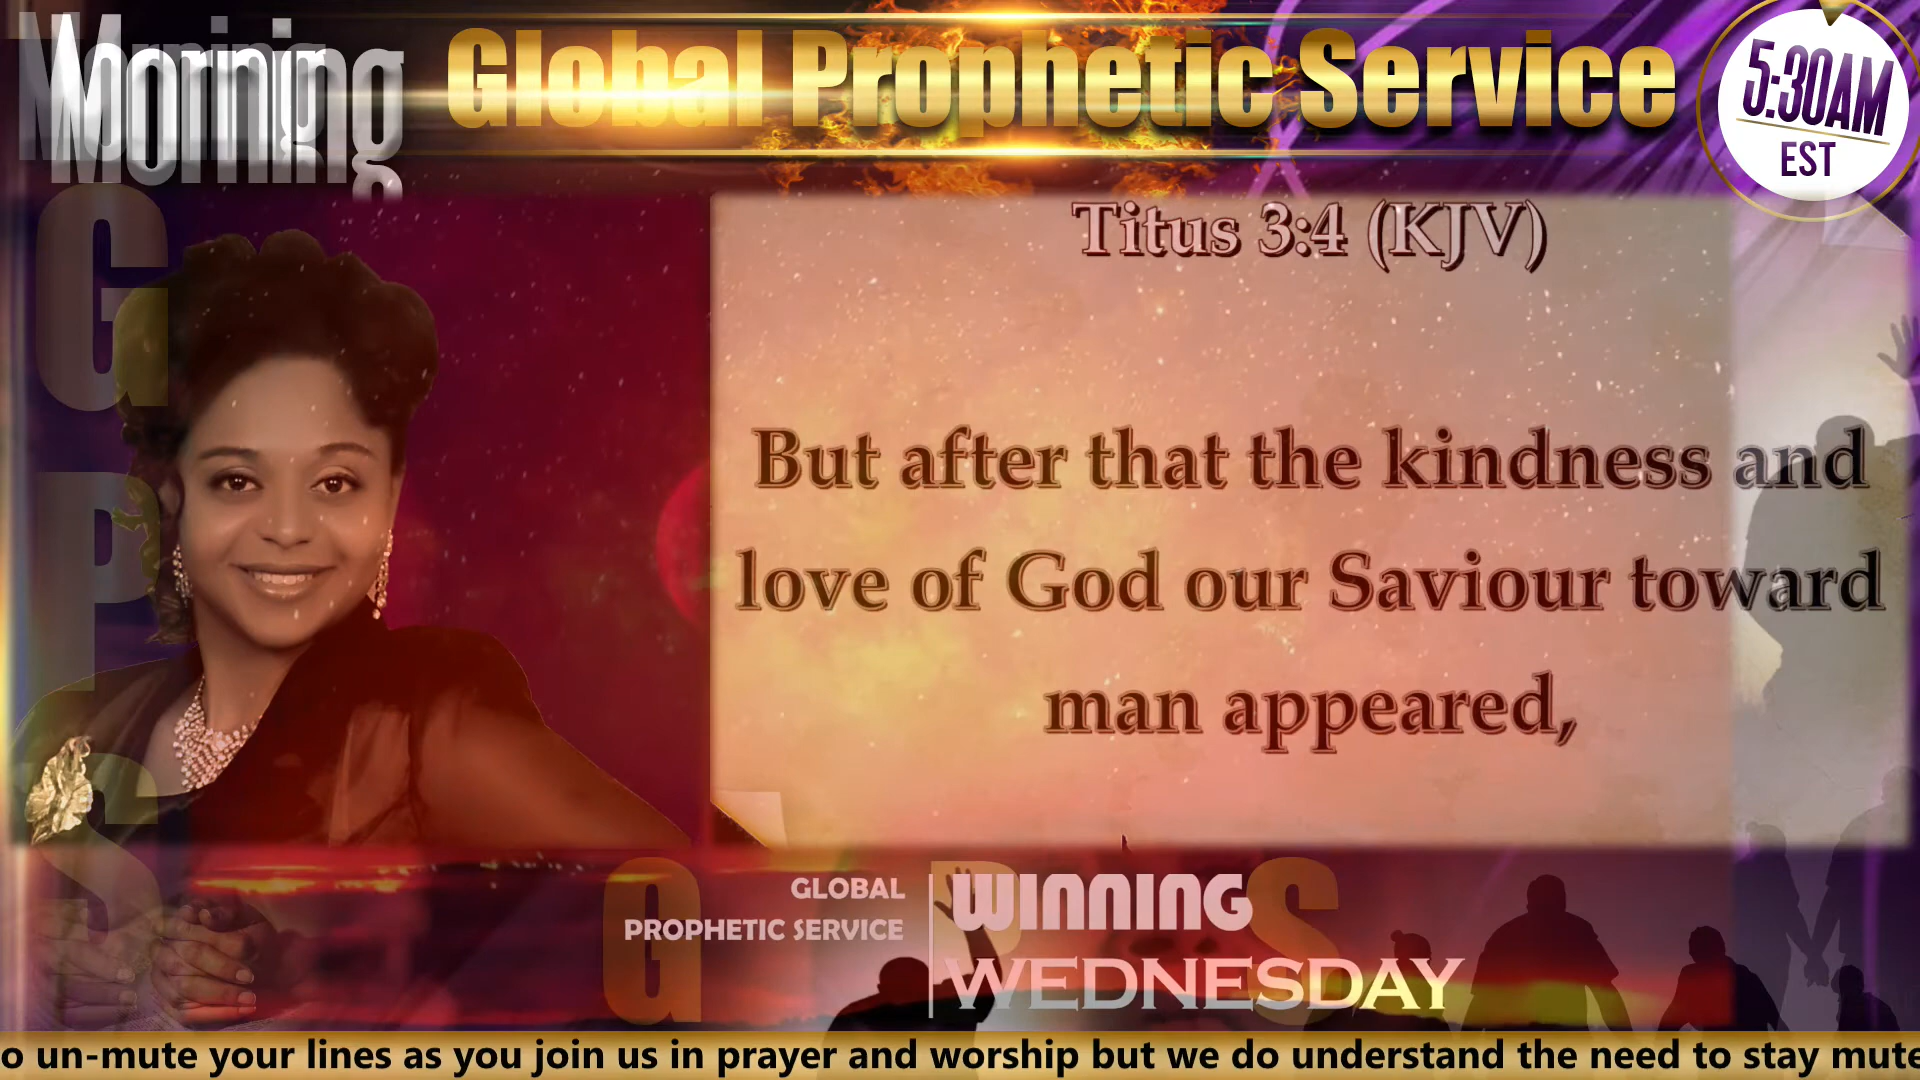 Morning
Global Prophetic Service
5:30AM
EST
G
P
S
Titus 3:4 (KJV)
But after that the kindness and
love of God our Saviour toward
man appeared,
G P S
GLOBAL
PROPHETIC SERVICE
WINNING
WEDNESDAY
o un-mute your lines as you join us in prayer and worship but we do understand the need to stay mute